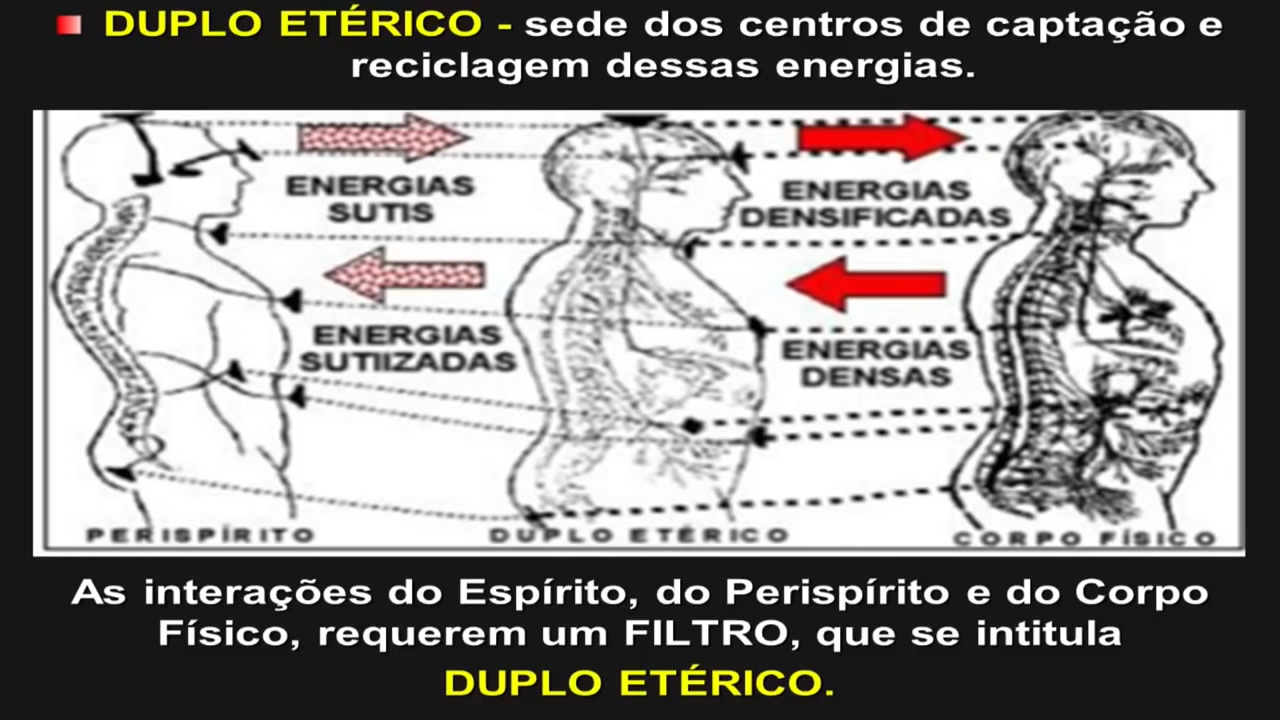 DUPLO ETÉRICO - sede dos centros de captação e
reciclagem dessas energias.
ENERGIAS
SUTIS
ENERGIAS
DENSIFICADAS
ENERGIAS
SUTIIZADAS
ENERGIAS
DENSAS
PERISPÍRITO
DUPLO ETÉRICO
CORPO FÍSICO
As interações do Espírito, do Perispírito e do Corpo
Físico, requerem um FILTRO, que se intitula
DUPLO ETÉRICO.